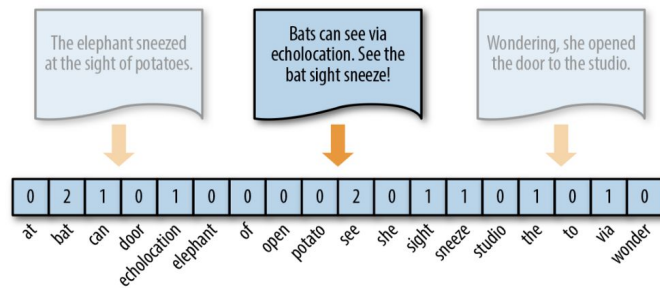 The elephant sneezed
at the sight of potatoes.
Bats can see via
echolocation. See the
bat sight sneeze!
Wondering, she opened
the door to the studio.
0 2 1 0 1 0 0 0 0 2 0 1 1 0 1 0 1 0
at bat can door echolocation elephant of open potato see she sight sneeze studio the to via wonder